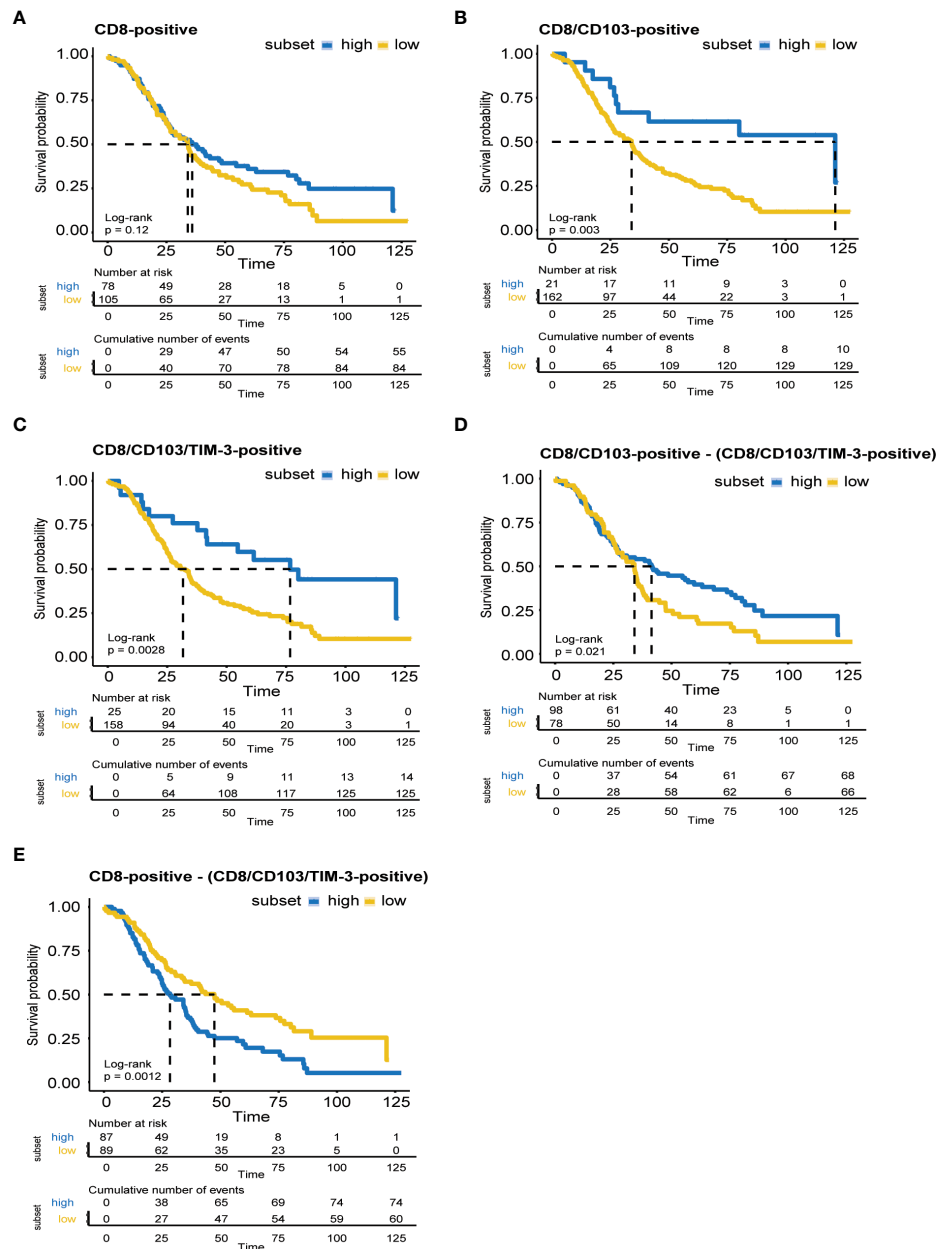 A
CD8-positive
subset high low
1.00
0.75
0.50
0.25
0.00
Survival probability
Log-rank
p = 0.12
0 25 50 75 100 125
Time
Number at risk
subset
high 78 49 28 18 5 0
low 105 65 27 13 1 1
0 25 50 75 100 125
Time
Cumulative number of events
subset
high 0 29 47 50 54 55
low 0 40 70 78 84 84
0 25 50 75 100 125
Time
B
CD8/CD103-positive
subset high low
1.00
0.75
0.50
0.25
0.00
Survival probability
Log-rank
p = 0.003
0 25 50 75 100 125
Time
Number at risk
subset
high 21 17 11 9 3 0
low 162 97 44 22 3 1
0 25 50 75 100 125
Time
Cumulative number of events
subset
high 0 4 8 8 8 10
low 0 65 109 120 129 129
0 25 50 75 100 125
Time
C
CD8/CD103/TIM-3-positive
subset high low
1.00
0.75
0.50
0.25
0.00
Survival probability
Log-rank
p = 0.0028
0 25 50 75 100 125
Time
Number at risk
subset
high 25 20 15 11 3 0
low 158 94 40 20 3 1
0 25 50 75 100 125
Time
Cumulative number of events
subset
high 0 5 9 11 13 14
low 0 64 108 117 125 125
0 25 50 75 100 125
Time
D
CD8/CD103-positive - (CD8/CD103/TIM-3-positive)
subset high low
1.00
0.75
0.50
0.25
0.00
Survival probability
Log-rank
p = 0.021
0 25 50 75 100 125
Time
Number at risk
subset
high 98 61 40 23 5 0
low 78 50 14 8 1 1
0 25 50 75 100 125
Time
Cumulative number of events
subset
high 0 37 54 61 67 68
low 0 28 58 62 6 66
0 25 50 75 100 125
Time
E
CD8-positive - (CD8/CD103/TIM-3-positive)
subset high low
1.00
0.75
0.50
0.25
0.00
Survival probability
Log-rank
p = 0.0012
0 25 50 75 100 125
Time
Number at risk
subset
high 87 49 19 8 1 1
low 89 62 35 23 5 0
0 25 50 75 100 125
Time
Cumulative number of events
subset
high 0 38 65 69 74 74
low 0 27 47 54 59 60
0 25 50 75 100 125
Time